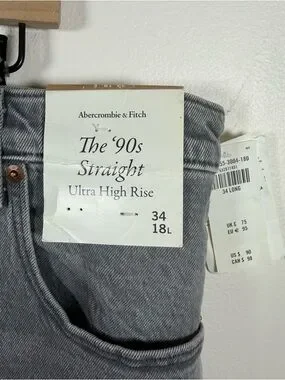 Abercrombie & Fitch
The '90s
Straight
Ultra High Rise
34
18L
34 LONG
UK £ 75
EU € 95
US $ 90
CAN $ 98